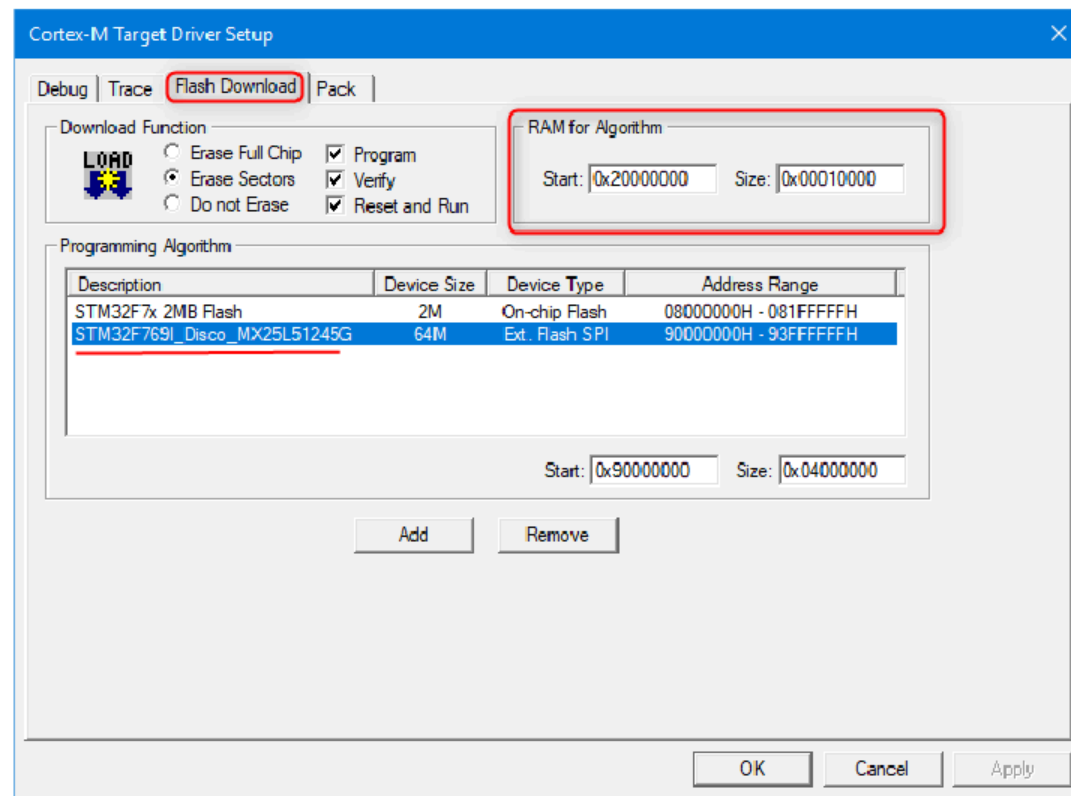 Cortex-M Target Driver Setup
Debug Trace Flash Download Pack
Download Function
LOAD
Erase Full Chip
Erase Sectors
Do not Erase
Program
Verify
Reset and Run
RAM for Algorithm
Start: 0x20000000 Size: 0x00010000
Programming Algorithm
Description Device Size Device Type Address Range
STM32F7x 2MB Flash 2M On-chip Flash 08000000H - 081FFFFFH
STM32F769I_Disco_MX25L51245G 64M Ext. Flash SPI 90000000H - 93FFFFFFH
Start: 0x90000000 Size: 0x04000000
Add Remove
OK Cancel Apply